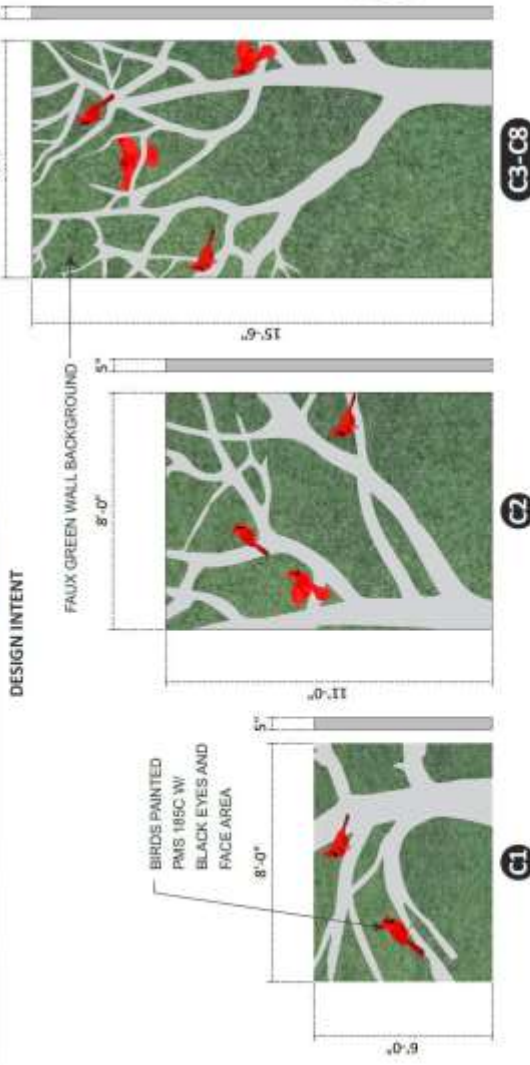 DESIGN INTENT
BIRDS PAINTED
PMS 185C W/
BLACK EYES AND
FACE AREA
8'-0"
5"
6'-0"
C1
FAUX GREEN WALL BACKGROUND
8'-0"
5"
11'-0"
C2
15'-6"
C3-C8